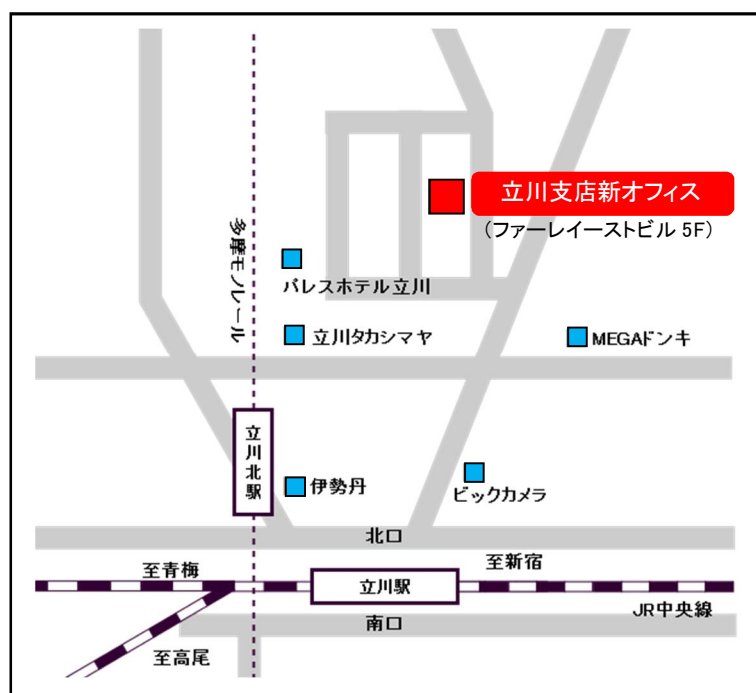 立川支店新オフィス
（ファーレイーストビル 5F）
多摩モノレール
パレスホテル立川
立川タカシマヤ
MEGAドンキ
立川北駅
伊勢丹
ビックカメラ
北口
至青梅
至新宿
立川駅
JR中央線
南口
至高尾